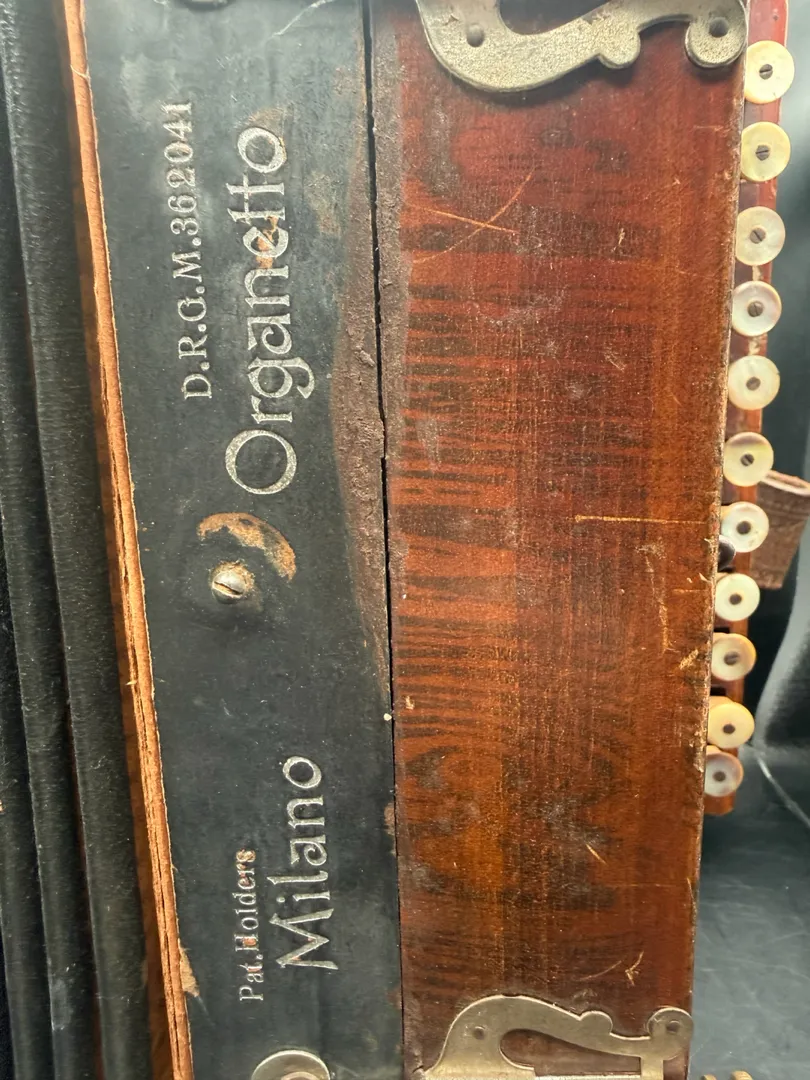 Pat.Holders
D.R.G.M.362041
Milano Organetto